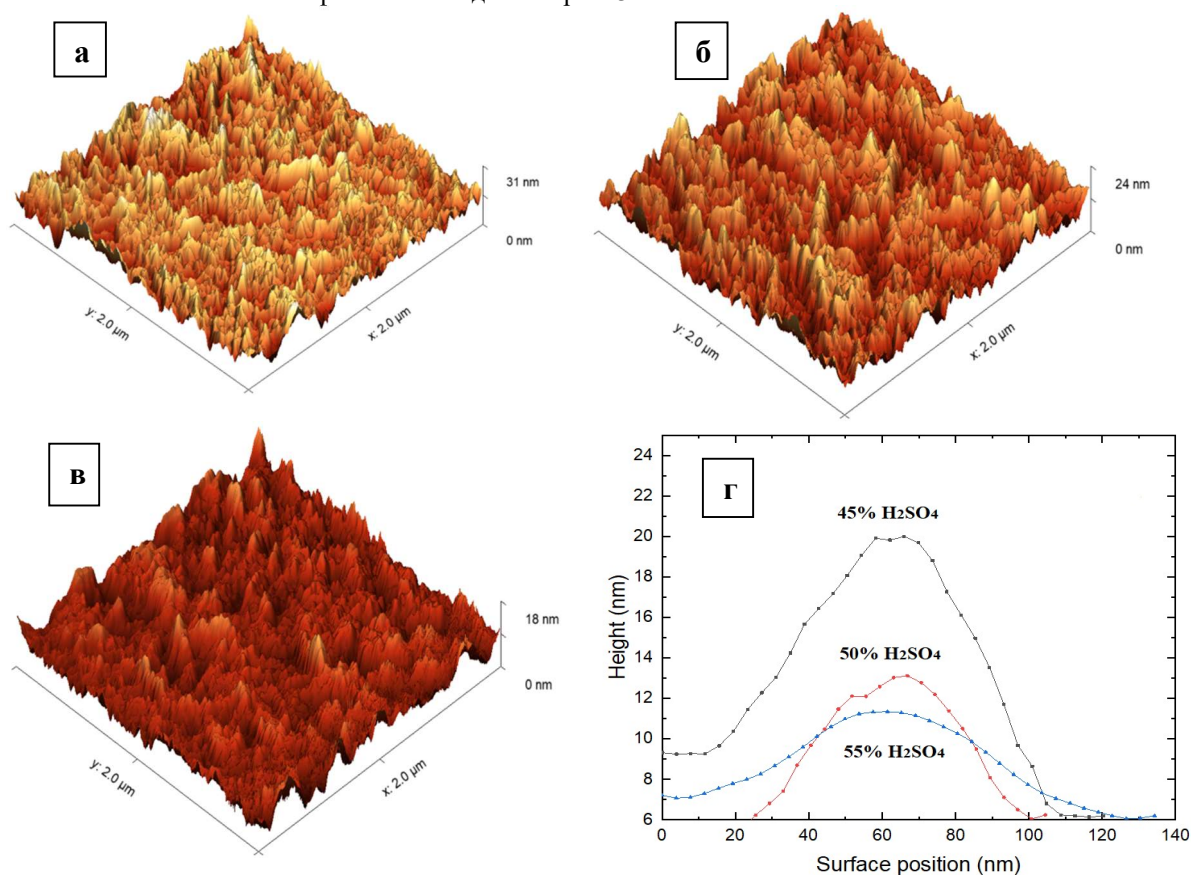 а
31 nm
0 nm
y: 2.0 µm
x: 2.0 µm
б
24 nm
0 nm
y: 2.0 µm
x: 2.0 µm
в
18 nm
0 nm
y: 2.0 µm
x: 2.0 µm
г
45% H2SO4
50% H2SO4
55% H2SO4
Height (nm)
24
22
20
18
16
14
12
10
8
6
0 20 40 60 80 100 120 140
Surface position (nm)